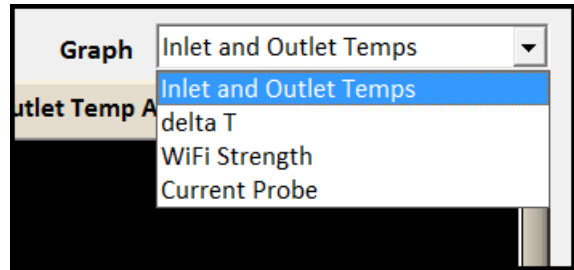 Graph Inlet and Outlet Temps
Inlet and Outlet Temps
utlet Temp A
delta T
WiFi Strength
Current Probe